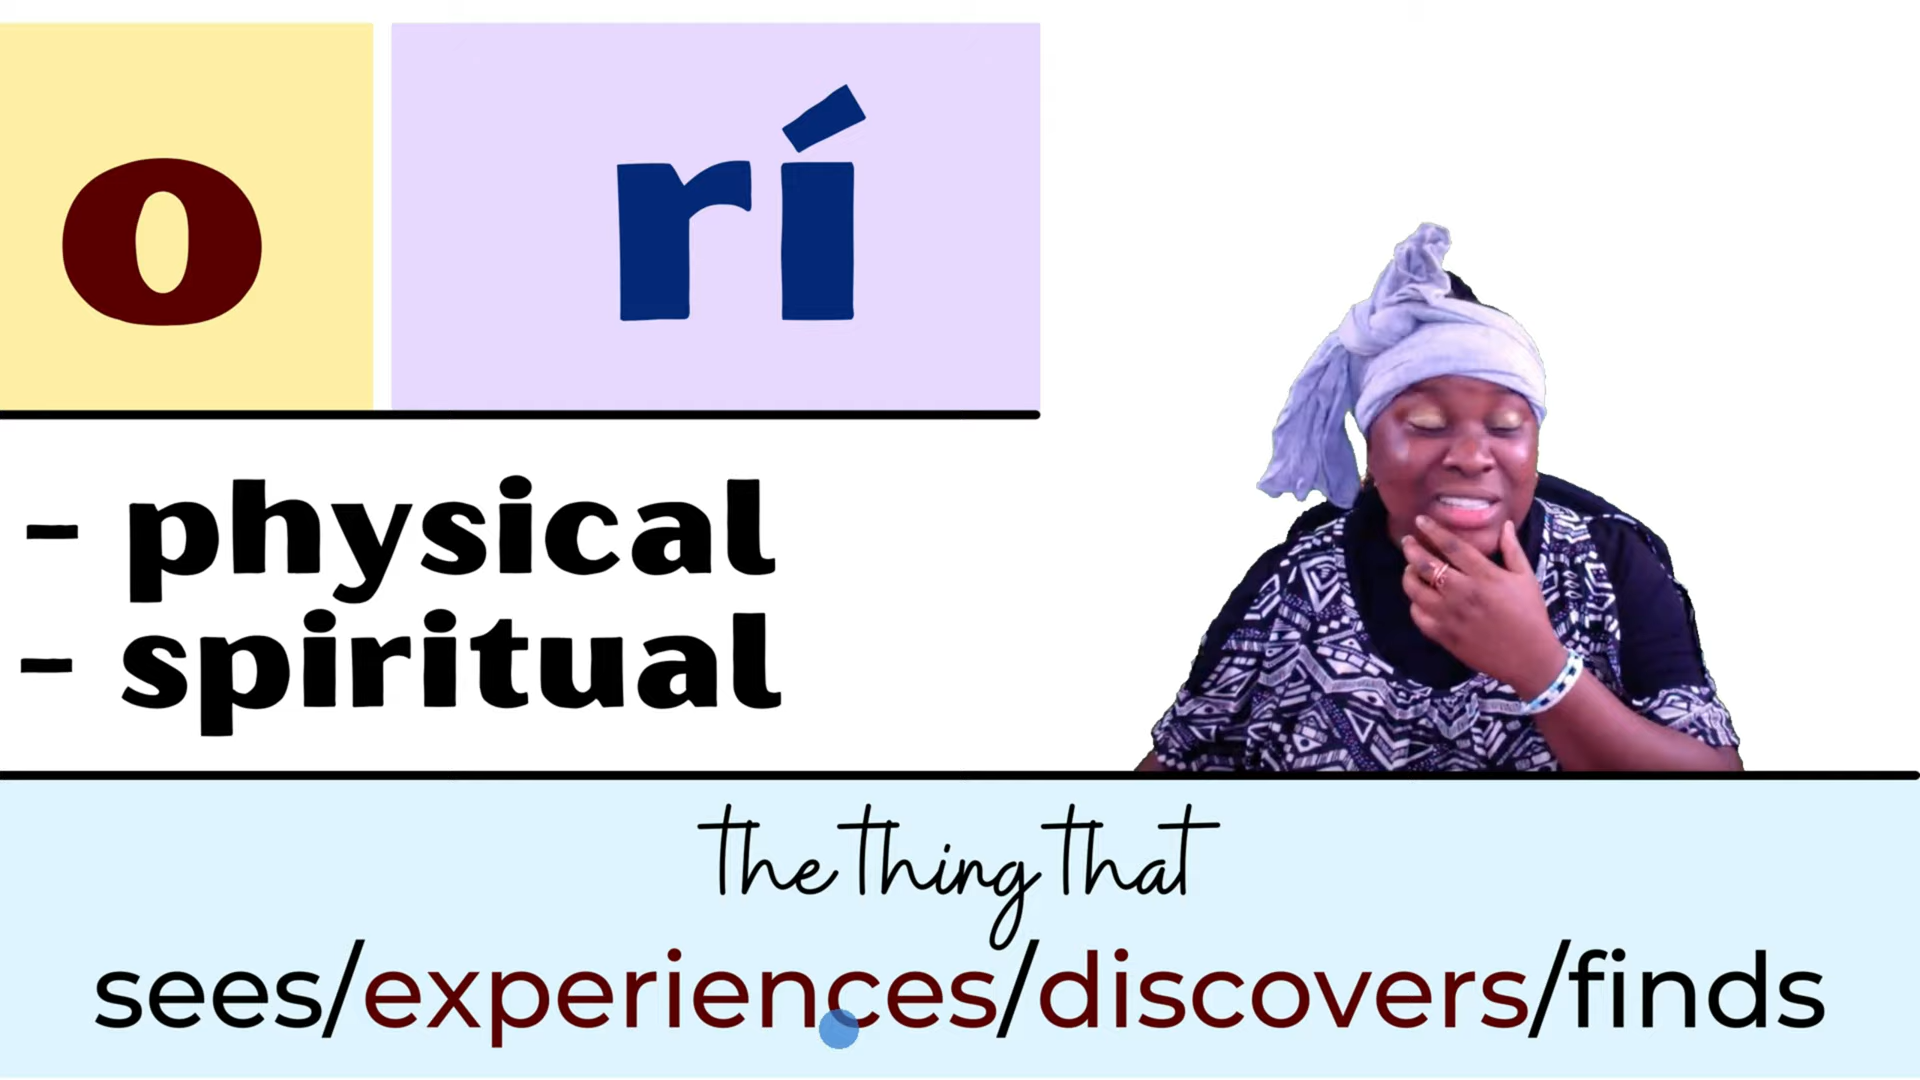 o rí
- physical
- spiritual
the thing that
sees/experiences/discovers/finds